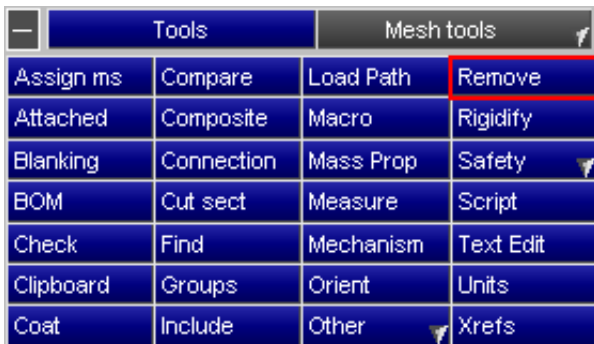 Tools Mesh tools
Assign ms Compare Load Path Remove
Attached Composite Macro Rigidify
Blanking Connection Mass Prop Safety
BOM Cut sect Measure Script
Check Find Mechanism Text Edit
Clipboard Groups Orient Units
Coat Include Other Xrefs